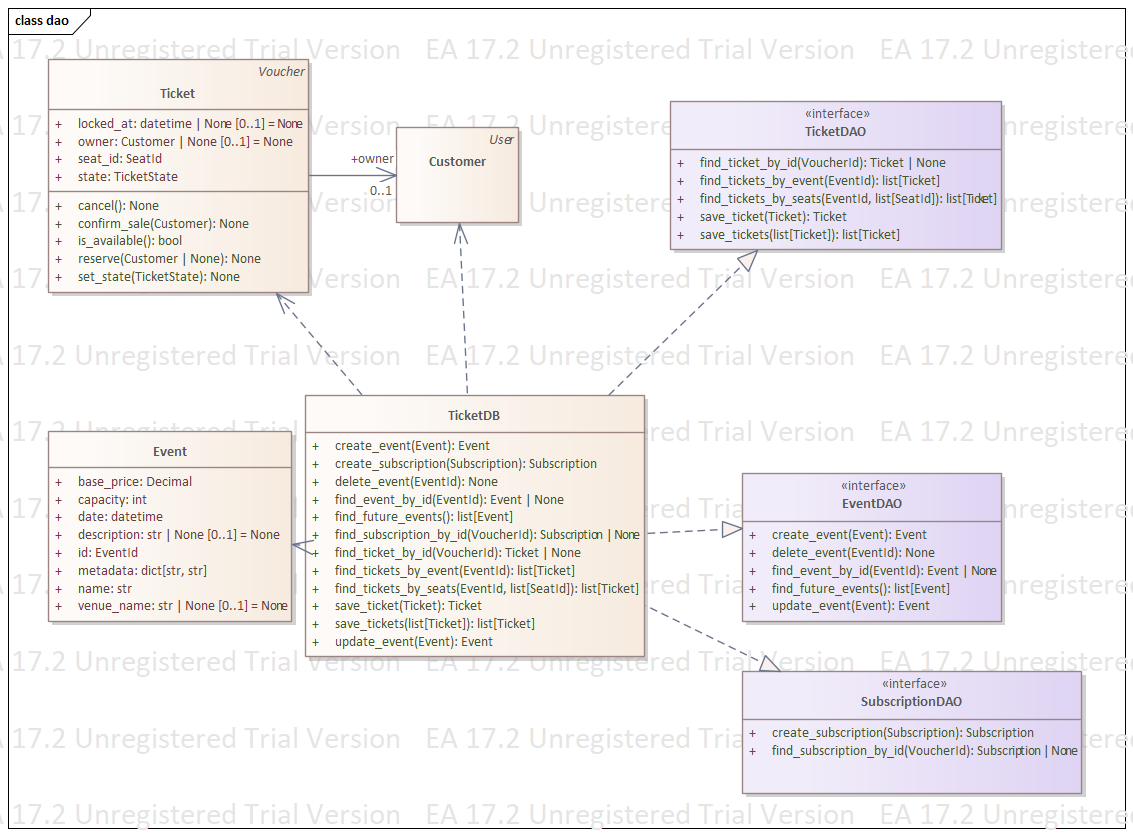 class dao
EA 17.2 Unregistered Trial Version
Voucher
Ticket
+ locked_at: datetime | None [0..1] = None
+ owner: Customer | None [0..1] = None
+ seat_id: SeatId
+ state: TicketState
+ cancel(): None
+ confirm_sale(Customer): None
+ is_available(): bool
+ reserve(Customer | None): None
+ set_state(TicketState): None
+owner
0..1
User
Customer
«interface»
TicketDAO
+ find_ticket_by_id(VoucherId): Ticket | None
+ find_tickets_by_event(EventId): list[Ticket]
+ find_tickets_by_seats(EventId, list[SeatId]): list[Ticket]
+ save_ticket(Ticket): Ticket
+ save_tickets(list[Ticket]): list[Ticket]
Event
+ base_price: Decimal
+ capacity: int
+ date: datetime
+ description: str | None [0..1] = None
+ id: EventId
+ metadata: dict[str, str]
+ name: str
+ venue_name: str | None [0..1] = None
TicketDB
+ create_event(Event): Event
+ create_subscription(Subscription): Subscription
+ delete_event(EventId): None
+ find_event_by_id(EventId): Event | None
+ find_future_events(): list[Event]
+ find_subscription_by_id(VoucherId): Subscription | None
+ find_ticket_by_id(VoucherId): Ticket | None
+ find_tickets_by_event(EventId): list[Ticket]
+ find_tickets_by_seats(EventId, list[SeatId]): list[Ticket]
+ save_ticket(Ticket): Ticket
+ save_tickets(list[Ticket]): list[Ticket]
+ update_event(Event): Event
«interface»
EventDAO
+ create_event(Event): Event
+ delete_event(EventId): None
+ find_event_by_id(EventId): Event | None
+ find_future_events(): list[Event]
+ update_event(Event): Event
«interface»
SubscriptionDAO
+ create_subscription(Subscription): Subscription
+ find_subscription_by_id(VoucherId): Subscription | None